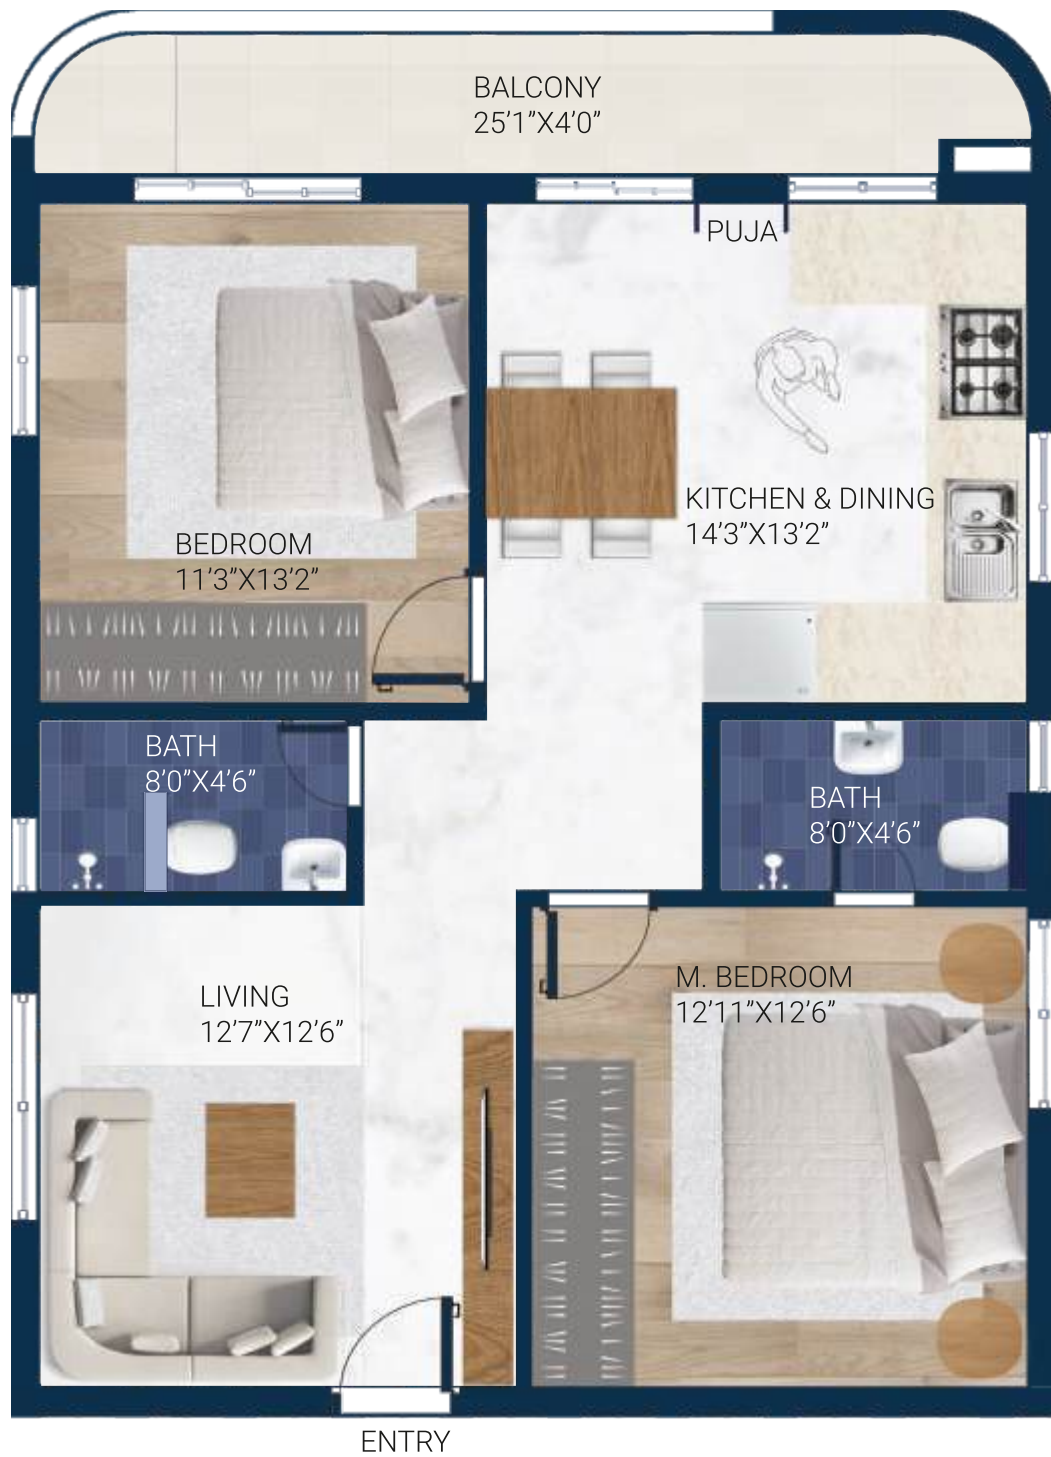 BALCONY
25’1”X4’0”
PUJA
KITCHEN & DINING
14’3”X13’2”
BEDROOM
11’3”X13’2”
BATH
8’0”X4’6”
BATH
8’0”X4’6”
LIVING
12’7”X12’6”
M. BEDROOM
12’11”X12’6”
ENTRY